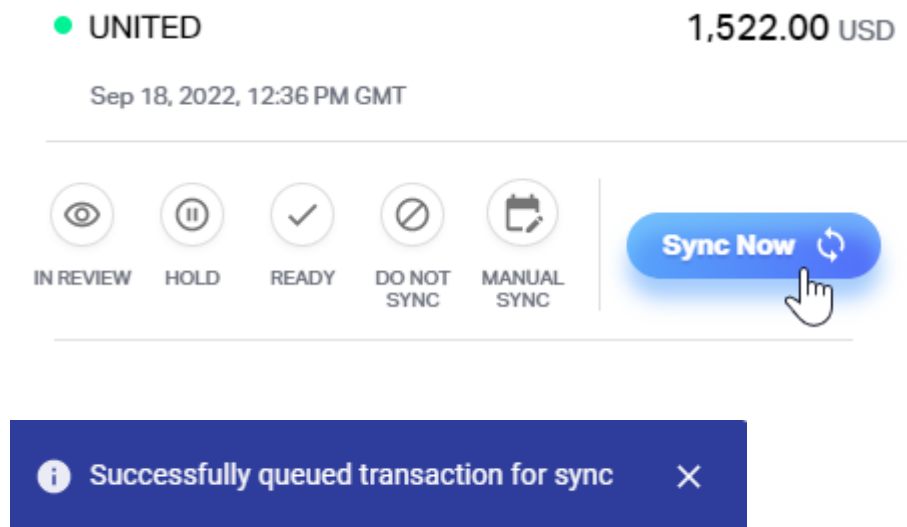 UNITED 1,522.00 USD
Sep 18, 2022, 12:36 PM GMT
IN REVIEW HOLD READY DO NOT SYNC MANUAL SYNC
Sync Now
Successfully queued transaction for sync